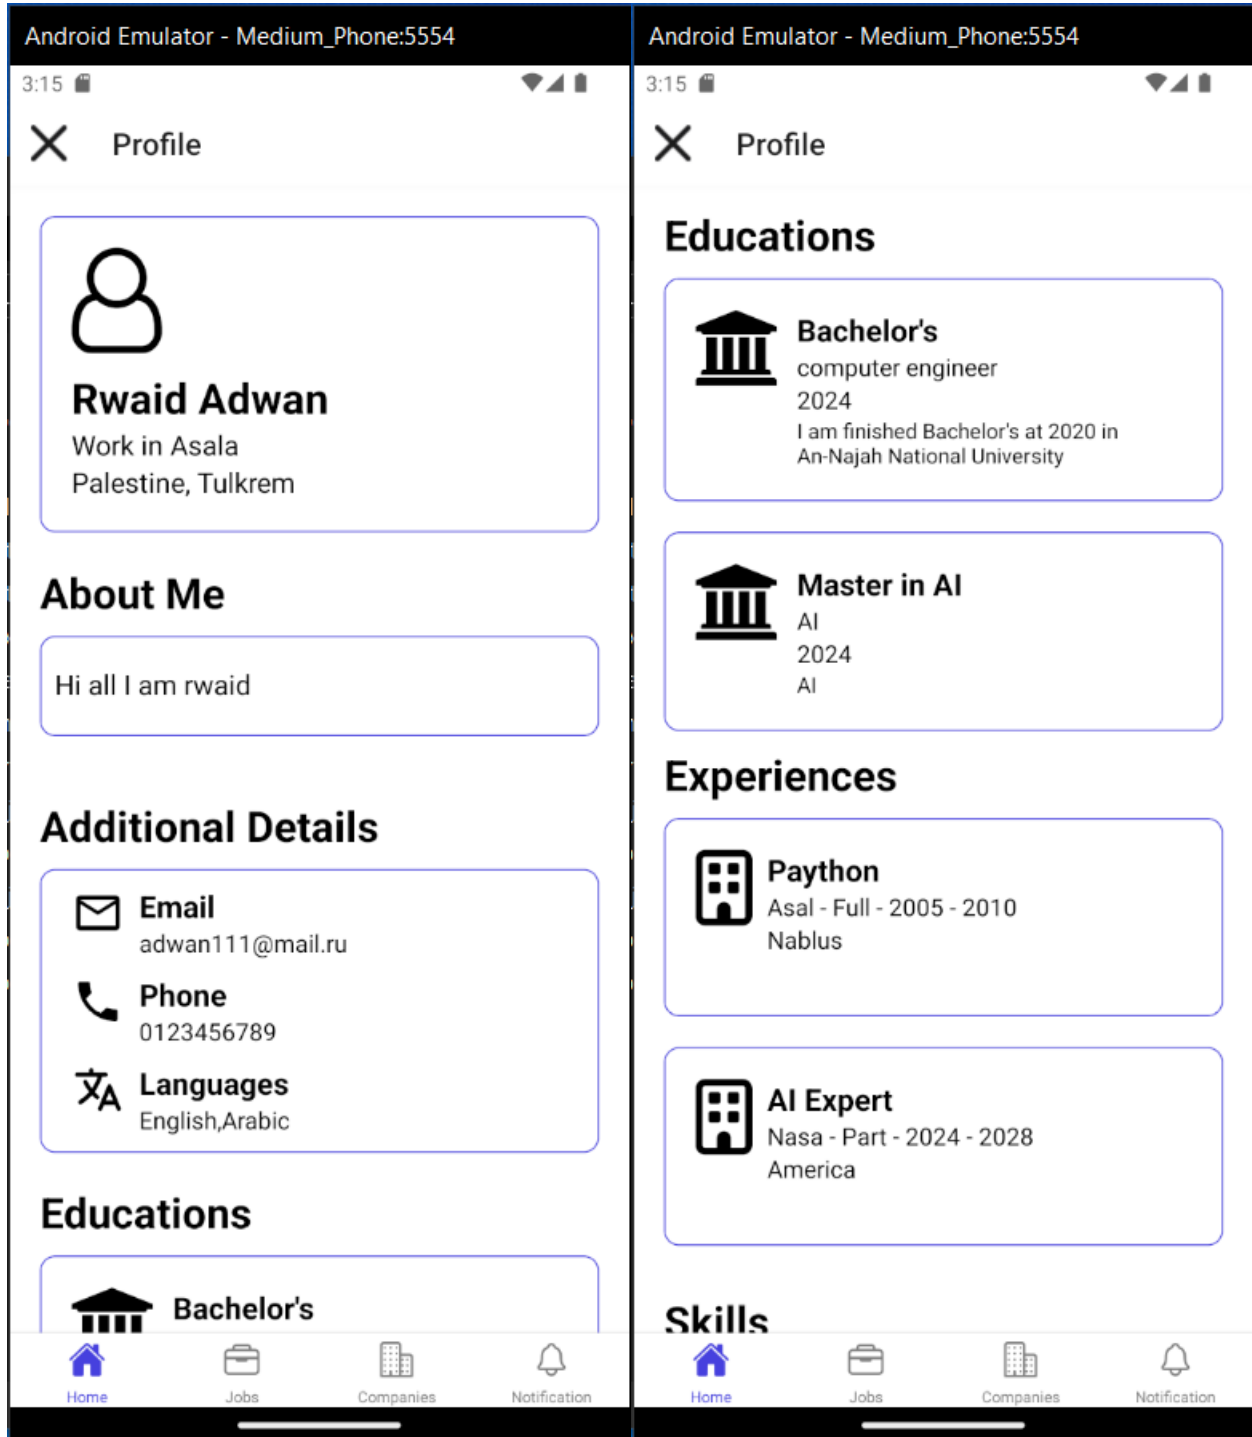 Android Emulator - Medium_Phone:5554
3:15
Profile
Rwaid Adwan
Work in Asala
Palestine, Tulkrem
About Me
Hi all I am rwaid
Additional Details
Email
adwan111@mail.ru
Phone
0123456789
Languages
English,Arabic
Educations
Bachelor's
Home
Jobs
Companies
Notification
Android Emulator - Medium_Phone:5554
3:15
Profile
Educations
Bachelor's
computer engineer
2024
I am finished Bachelor's at 2020 in
An-Najah National University
Master in AI
AI
2024
AI
Experiences
Paython
Asal - Full - 2005 - 2010
Nablus
AI Expert
Nasa - Part - 2024 - 2028
America
Skills
Home
Jobs
Companies
Notification